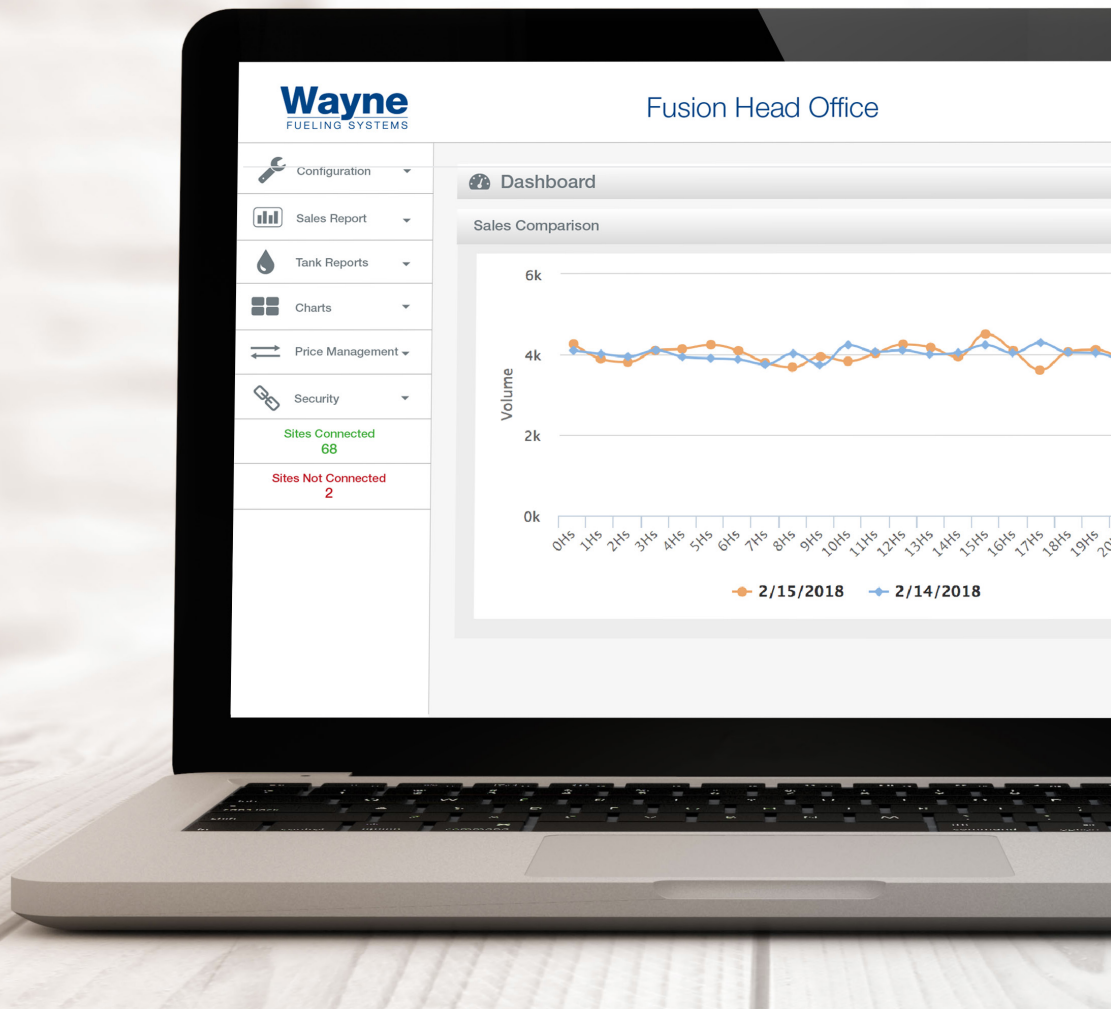 Wayne
FUELING SYSTEMS
Fusion Head Office
Configuration
Sales Report
Tank Reports
Charts
Price Management
Security
Sites Connected
68
Sites Not Connected
2
Dashboard
Sales Comparison
6k
4k
2k
0k
Volume
0Hs 1Hs 2Hs 3Hs 4Hs 5Hs 6Hs 7Hs 8Hs 9Hs 10Hs 11Hs 12Hs 13Hs 14Hs 15Hs 16Hs 17Hs 18Hs 19Hs
2/15/2018 2/14/2018
command